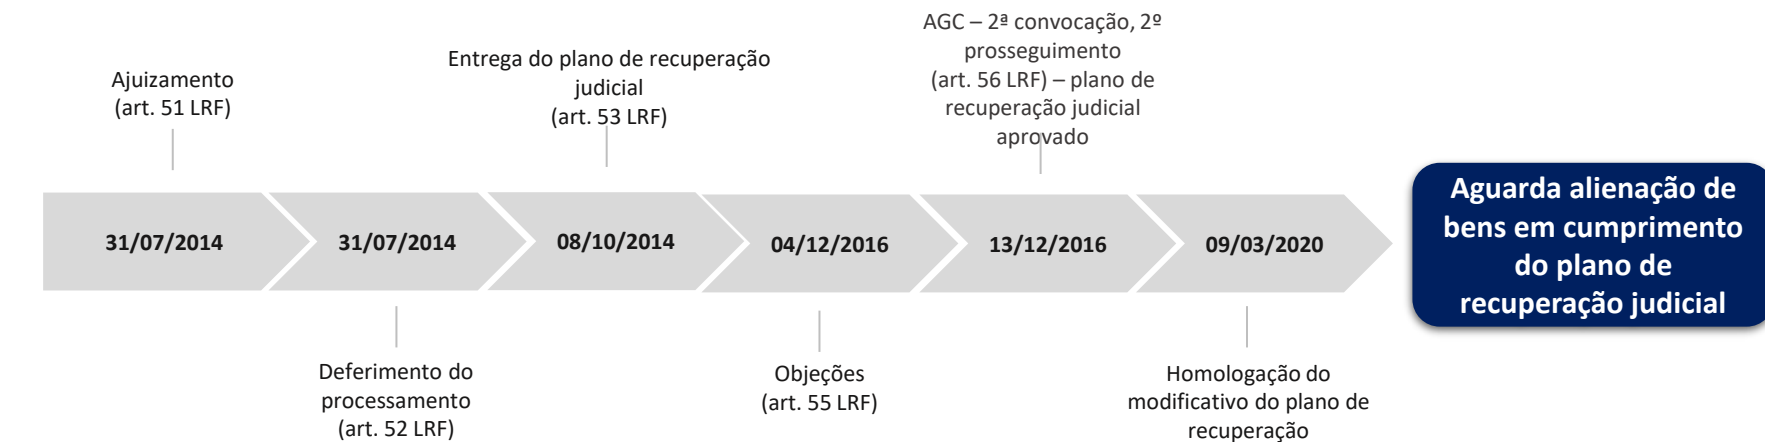 Ajuizamento
(art. 51 LRF)
Entrega do plano de recuperação
judicial
(art. 53 LRF)
AGC – 2ª convocação, 2º
prosseguimento
(art. 56 LRF) – plano de
recuperação judicial
aprovado
31/07/2014
31/07/2014
08/10/2014
04/12/2016
13/12/2016
09/03/2020
Aguarda alienação de
bens em cumprimento
do plano de
recuperação judicial
Deferimento do
processamento
(art. 52 LRF)
Objeções
(art. 55 LRF)
Homologação do
modificativo do plano de
recuperação